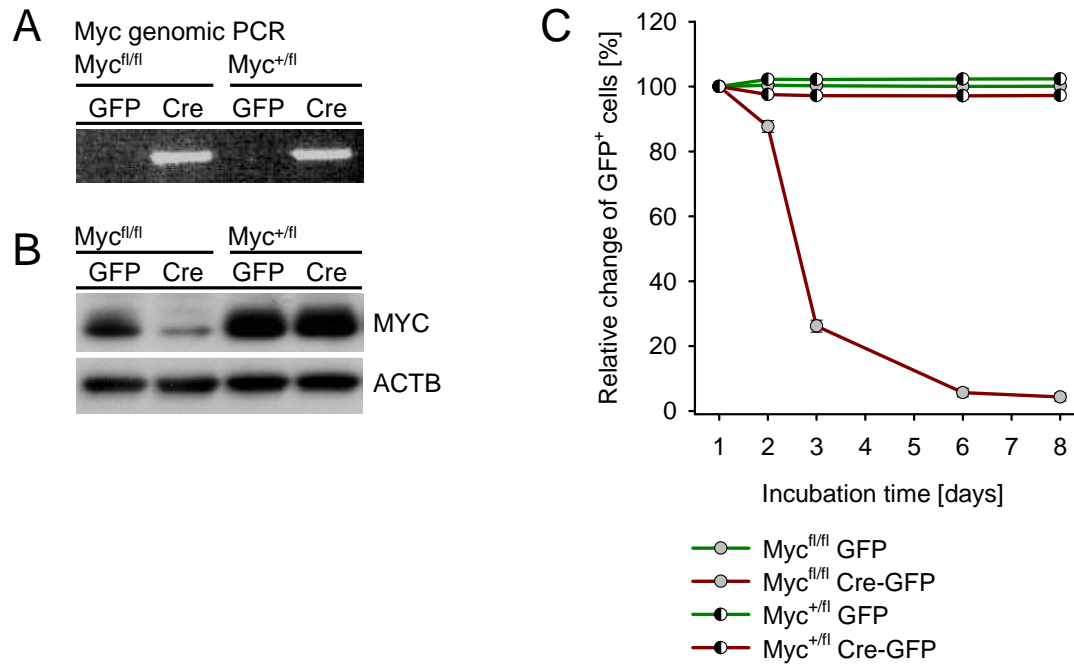 A
Myc genomic PCR
Myc^fl/fl Myc^+/fl
GFP Cre GFP Cre
B
Myc^fl/fl Myc^+/fl
GFP Cre GFP Cre
MYC
ACTB
C
Relative change of GFP^+ cells [%]
120
100
80
60
40
20
0
1 2 3 4 5 6 7 8
Incubation time [days]
Myc^fl/fl GFP
Myc^fl/fl Cre-GFP
Myc^+/fl GFP
Myc^+/fl Cre-GFP